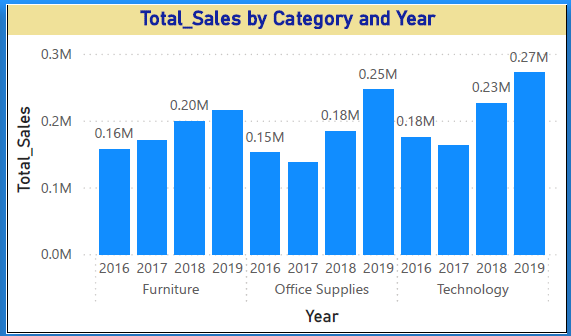 Total_Sales by Category and Year
Total_Sales
0.3M
0.2M
0.1M
0.0M
0.16M
0.20M
0.15M
0.18M
0.25M
0.18M
0.23M
0.27M
2016 2017 2018 2019 2016 2017 2018 2019 2016 2017 2018 2019
Furniture Office Supplies Technology
Year